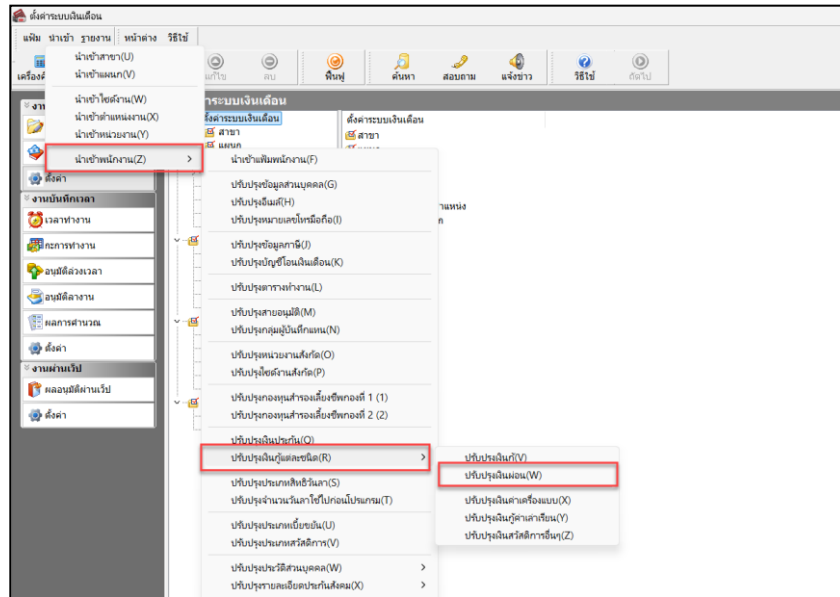 ตั้งค่าระบบเงินเดือน
แฟ้ม นำเข้า รายงาน หน้าต่าง วิธีใช้
นำเข้าสาขา(U)
นำเข้าแผนก(V)
นำเข้าไซต์งาน(W)
นำเข้าตำแหน่งงาน(X)
นำเข้าหน่วยงาน(Y)
นำเข้าพนักงาน(Z)
แก้ไข ลบ ฟื้นฟู ค้นหา สอบถาม แจ้งข่าว วิธีใช้ ถัดไป
ตั้งค่าระบบเงินเดือน ตั้งค่าระบบเงินเดือน
สาขา สาขา
แผนก
ตั้งค่า
งานบันทึกเวลา
เวลาทำงาน
กะการทำงาน
อนุมัติล่วงเวลา
อนุมัติลางาน
ผลการคำนวณ
ตั้งค่า
งานผ่านเว็ป
ผลอนุมัติผ่านเว็ป
ตั้งค่า
นำเข้าแฟ้มพนักงาน(F)
ปรับปรุงข้อมูลส่วนบุคคล(G)
ปรับปรุงอีเมล์(H)
ปรับปรุงหมายเลขโทรมือถือ(I)
ปรับปรุงข้อมูลภาษี(J)
ปรับปรุงบัญชีโอนเงินเดือน(K)
ปรับปรุงตารางทำงาน(L)
ปรับปรุงสายอนุมัติ(M)
ปรับปรุงกลุ่มผู้บันทึกแทน(N)
ปรับปรุงหน่วยงานสังกัด(O)
ปรับปรุงไซต์งานสังกัด(P)
ปรับปรุงกองทุนสำรองเลี้ยงชีพกองที่ 1 (1)
ปรับปรุงกองทุนสำรองเลี้ยงชีพกองที่ 2 (2)
ปรับปรุงเงินประกัน(Q)
ปรับปรุงเงินกู้แต่ละชนิด(R)
ปรับปรุงประเภทสิทธิวันลา(S)
ปรับปรุงจำนวนวันลาใช้ไปก่อนโปรแกรม(T)
ปรับปรุงประเภทเบี้ยขยัน(U)
ปรับปรุงประเภทสวัสดิการ(V)
ปรับปรุงประวัติส่วนบุคคล(W)
ปรับปรุงรายละเอียดประกันสังคม(X)
ปรับปรุงเงินกู้(V)
ปรับปรุงเงินผ่อน(W)
ปรับปรุงเงินค่าเครื่องแบบ(X)
ปรับปรุงเงินกู้ค่าเล่าเรียน(Y)
ปรับปรุงเงินสวัสดิการอื่นๆ(Z)